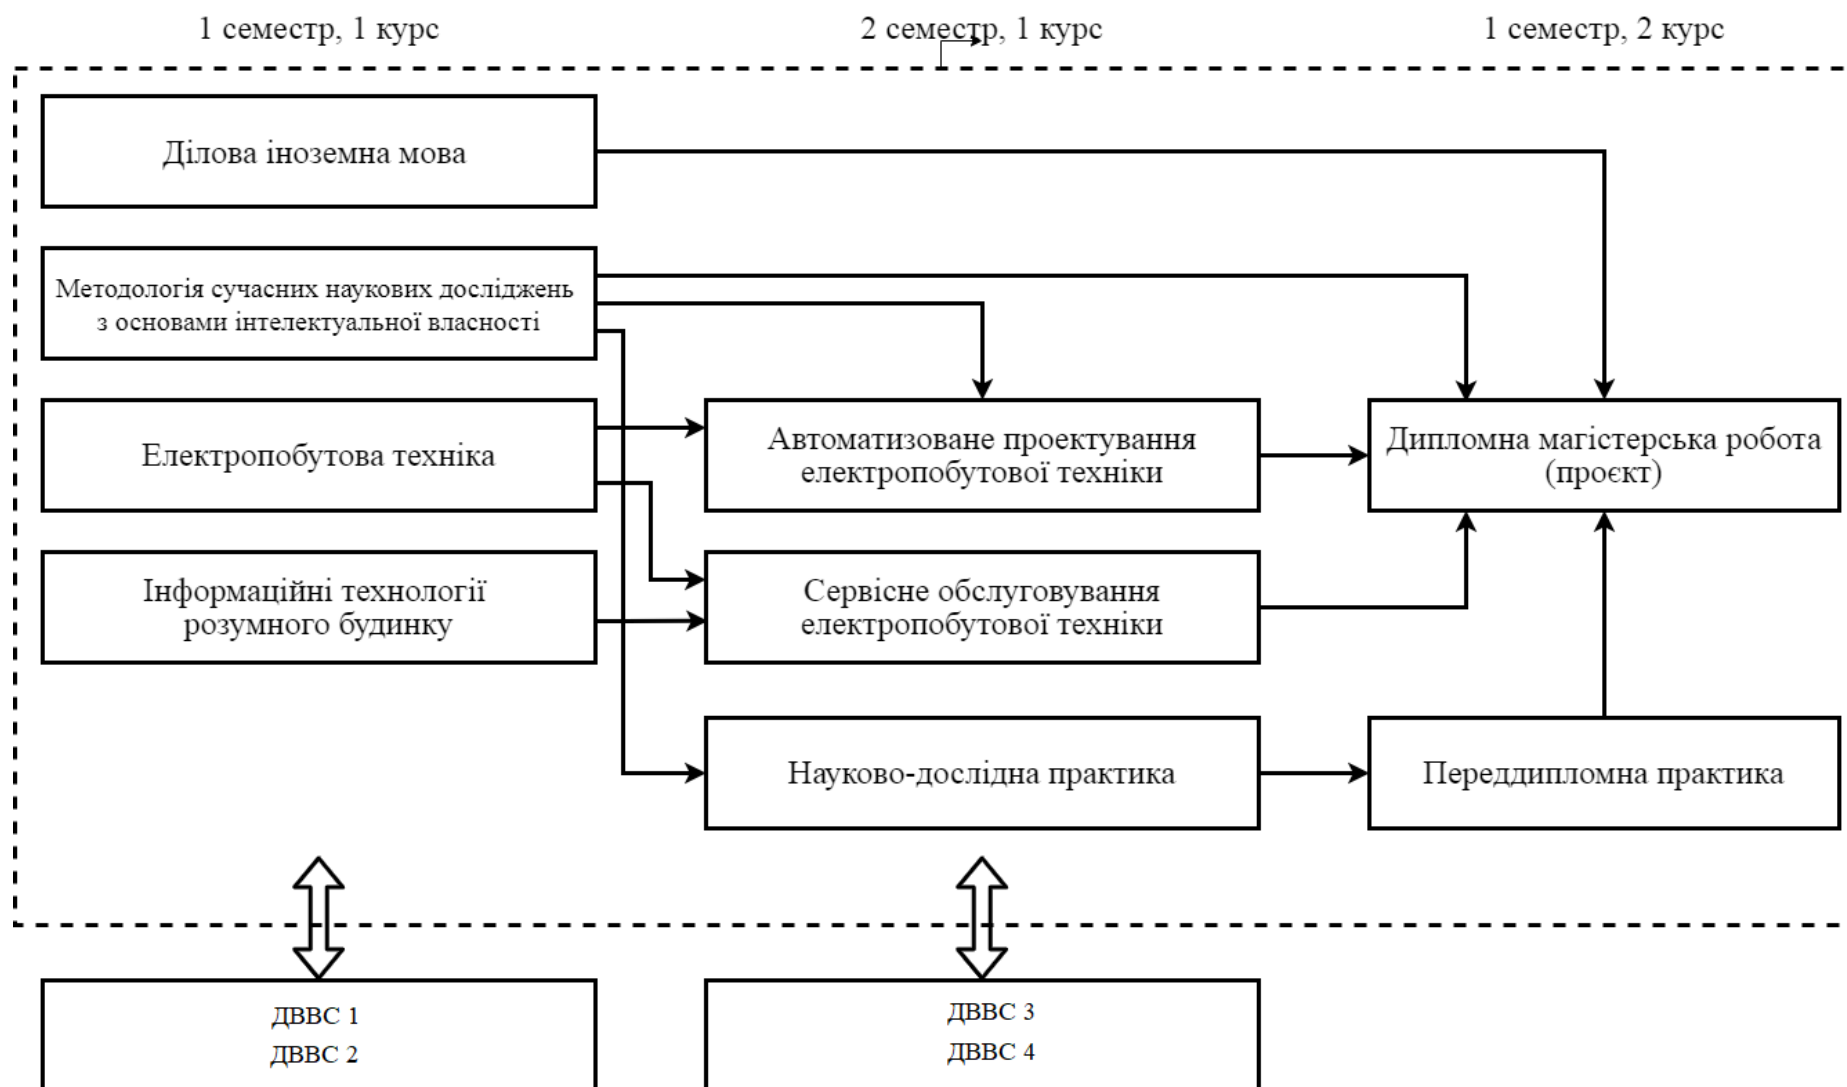 1 семестр, 1 курс
2 семестр, 1 курс
1 семестр, 2 курс
Ділова іноземна мова
Методологія сучасних наукових досліджень
з основами інтелектуальної власності
Електропобутова техніка
Автоматизоване проектування
електропобутової техніки
Дипломна магістерська робота
(проєкт)
Інформаційні технології
розумного будинку
Сервісне обслуговування
електропобутової техніки
Науково-дослідна практика
Переддипломна практика
ДВВС 1
ДВВС 2
ДВВС 3
ДВВС 4